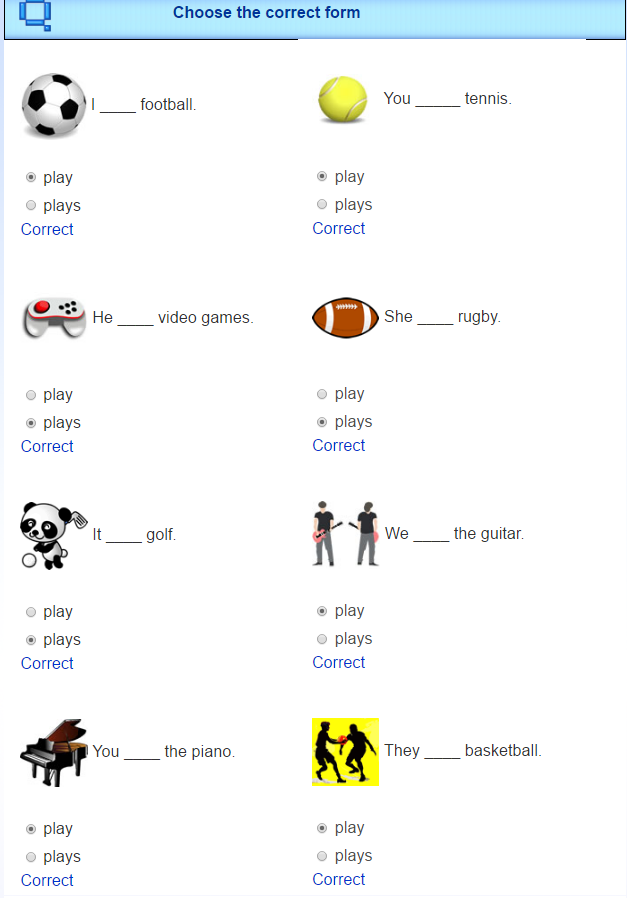 Choose the correct form
I ____ football.
play
plays
Correct
You _____ tennis.
play
plays
Correct
He ____ video games.
play
plays
Correct
She ____ rugby.
play
plays
Correct
It ____ golf.
play
plays
Correct
We ____ the guitar.
play
plays
Correct
You ____ the piano.
play
plays
Correct
They ____ basketball.
play
plays
Correct